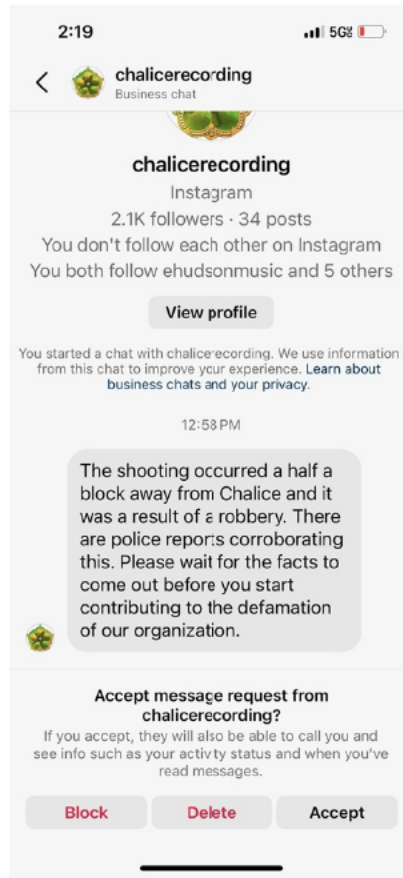 2:19
5G
chalicerecording
Business chat
chalicerecording
Instagram
2.1K followers · 34 posts
You don't follow each other on Instagram
You both follow ehudsonmusic and 5 others
View profile
You started a chat with chalicerecording. We use information
from this chat to improve your experience. Learn about
business chats and your privacy.
12:58 PM
The shooting occurred a half a
block away from Chalice and it
was a result of a robbery. There
are police reports corroborating
this. Please wait for the facts to
come out before you start
contributing to the defamation
of our organization.
Accept message request from
chalicerecording?
If you accept, they will also be able to call you and
see info such as your activity status and when you've
read messages.
Block Delete Accept